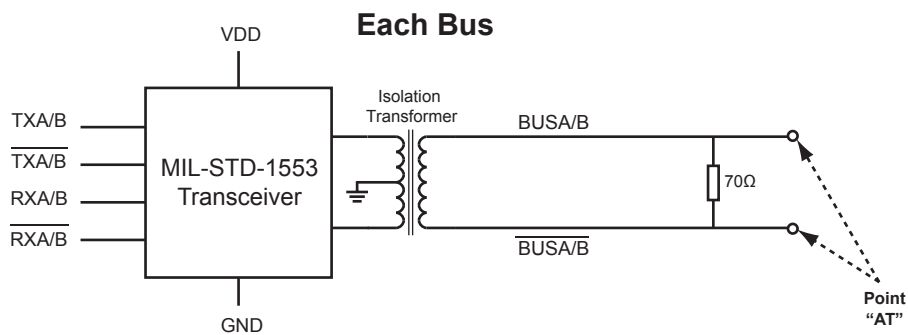 Each Bus
VDD
Isolation
Transformer
TXA/B
TXA/B
RXA/B
RXA/B
MIL-STD-1553
Transceiver
BUSA/B
70Ω
BUSA/B
GND
Point
“AT”